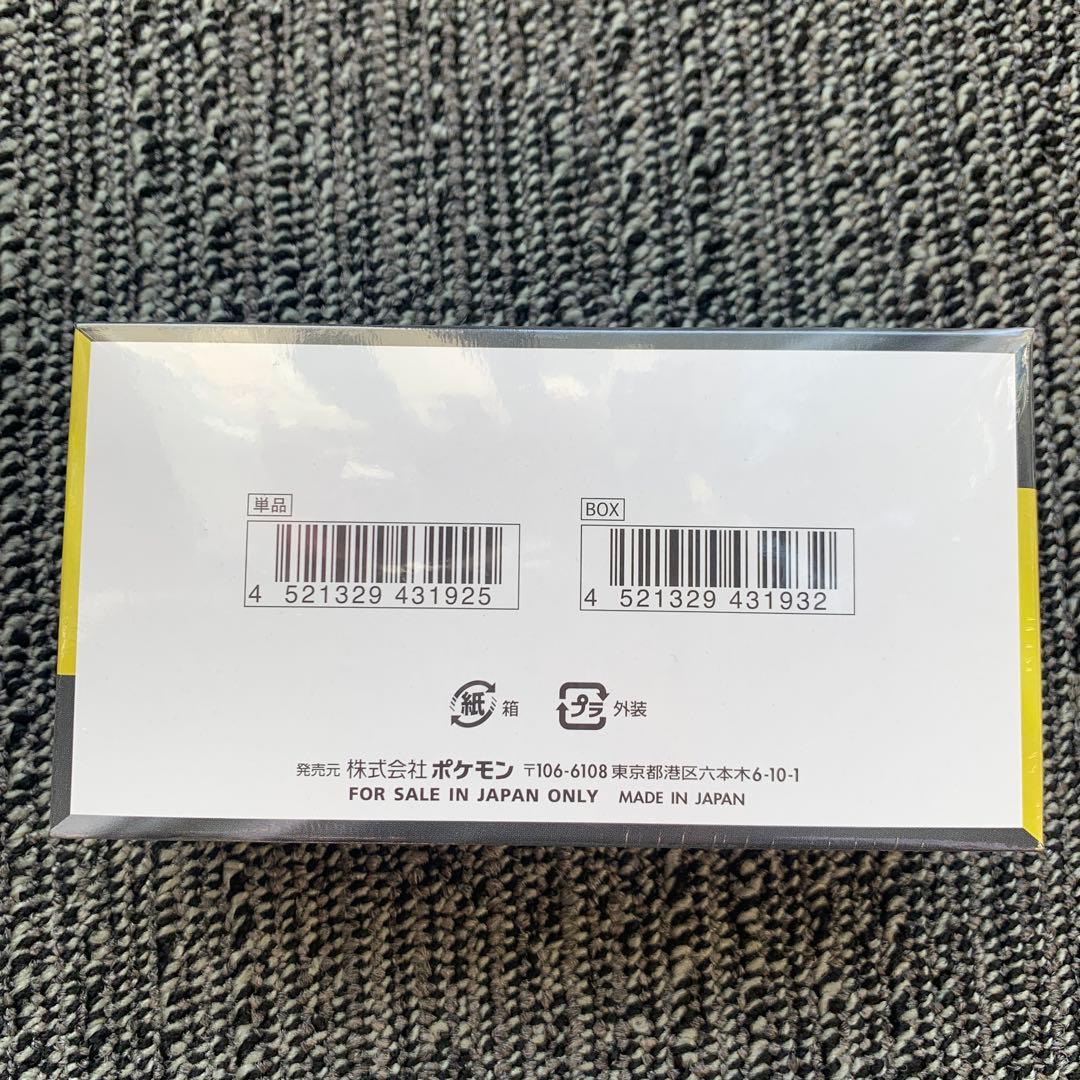 単品
4 521329 431925
BOX
4 521329 431932
紙 箱
プラ 外装
発売元 株式会社 ポケモン 〒106-6108 東京都港区六本木6-10-1
FOR SALE IN JAPAN ONLY MADE IN JAPAN